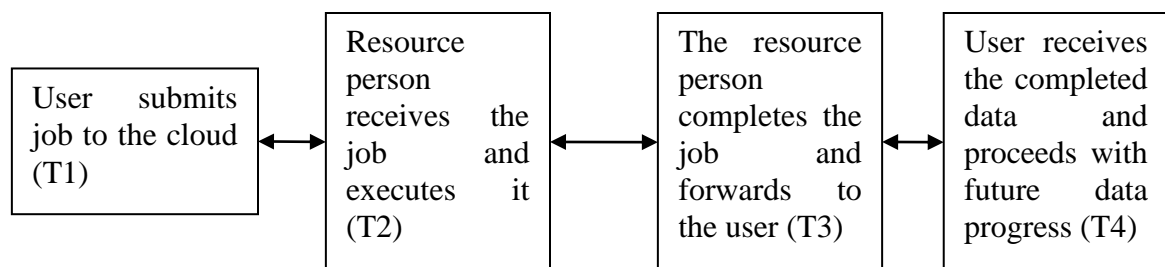 User submits
job to the cloud
(T1)
Resource
person
receives the
job and
executes it
(T2)
The resource
person
completes the
job and
forwards to
the user (T3)
User receives
the completed
data and
proceeds with
future data
progress (T4)